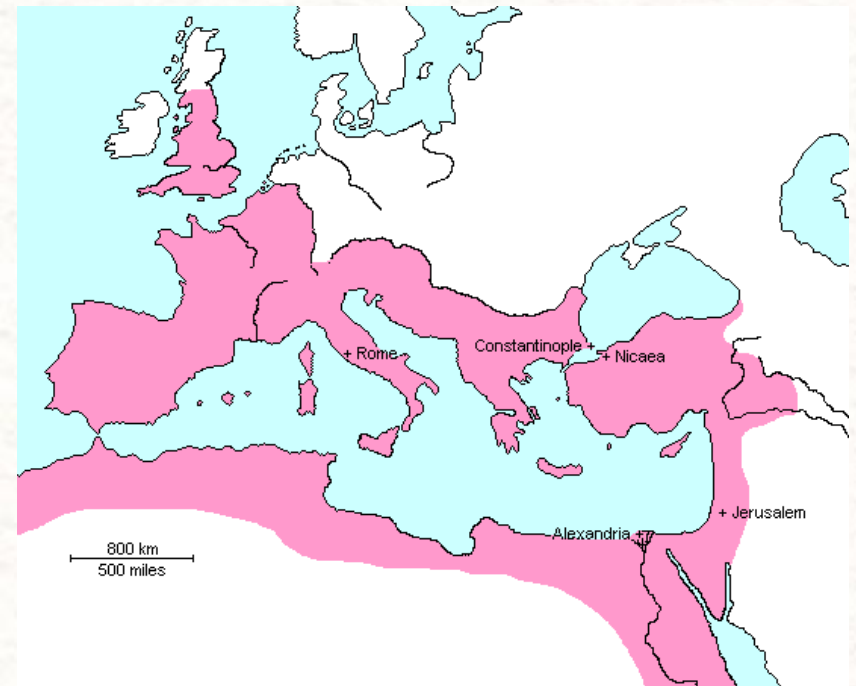 Constantinople +
+ Nicaea
+ Rome
+ Jerusalem
Alexandria +
800 km
500 miles